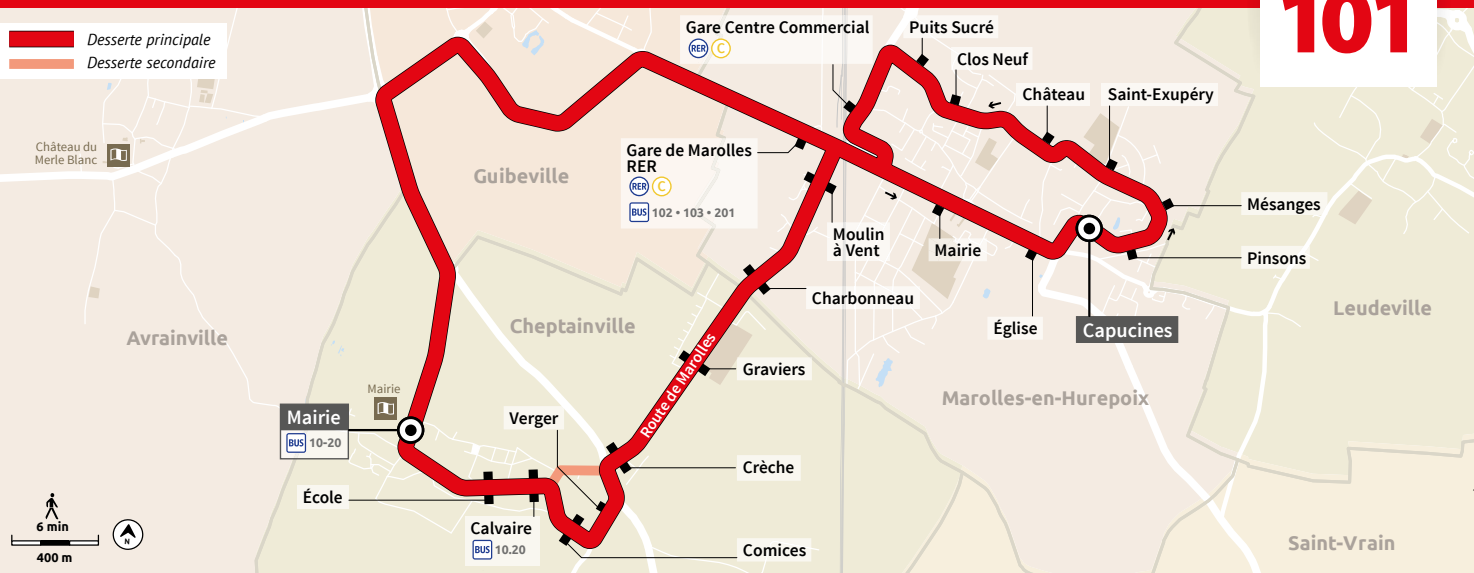 101
Desserte principale
Desserte secondaire
Gare Centre Commercial
RER C
Puits Sucré
Clos Neuf
Château
Saint-Exupéry
Château du
Merle Blanc
Guibeville
Gare de Marolles
RER
RER C
BUS 102 • 103 • 201
Mésanges
Moulin
à Vent
Mairie
Pinsons
Charbonneau
Leudeville
Église
Capucines
Avrainville
Cheptainville
Route de Marolles
Graviers
Marolles-en-Hurepoix
Mairie
Mairie
BUS 10-20
Verger
Crèche
École
Calvaire
BUS 10.20
Comices
Saint-Vrain
6 min
400 m
N